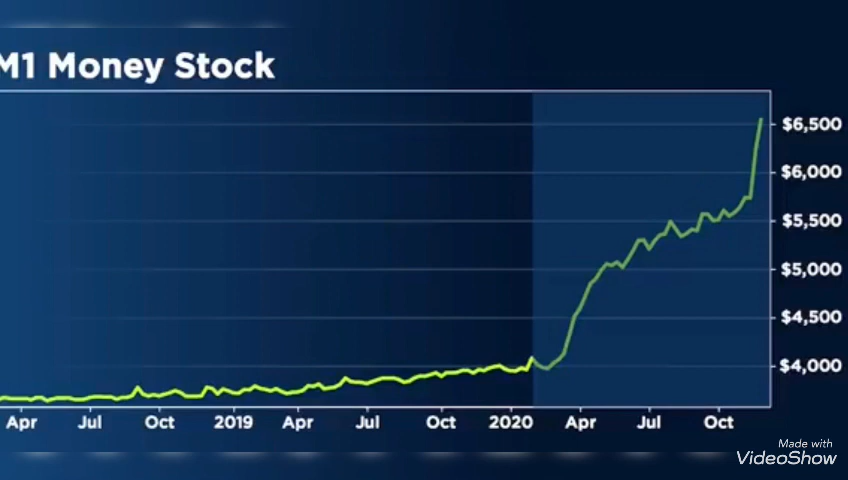 M1 Money Stock
$6,500
$6,000
$5,500
$5,000
$4,500
$4,000
Apr Jul Oct 2019 Apr Jul Oct 2020 Apr Jul Oct
Made with
VideoShow